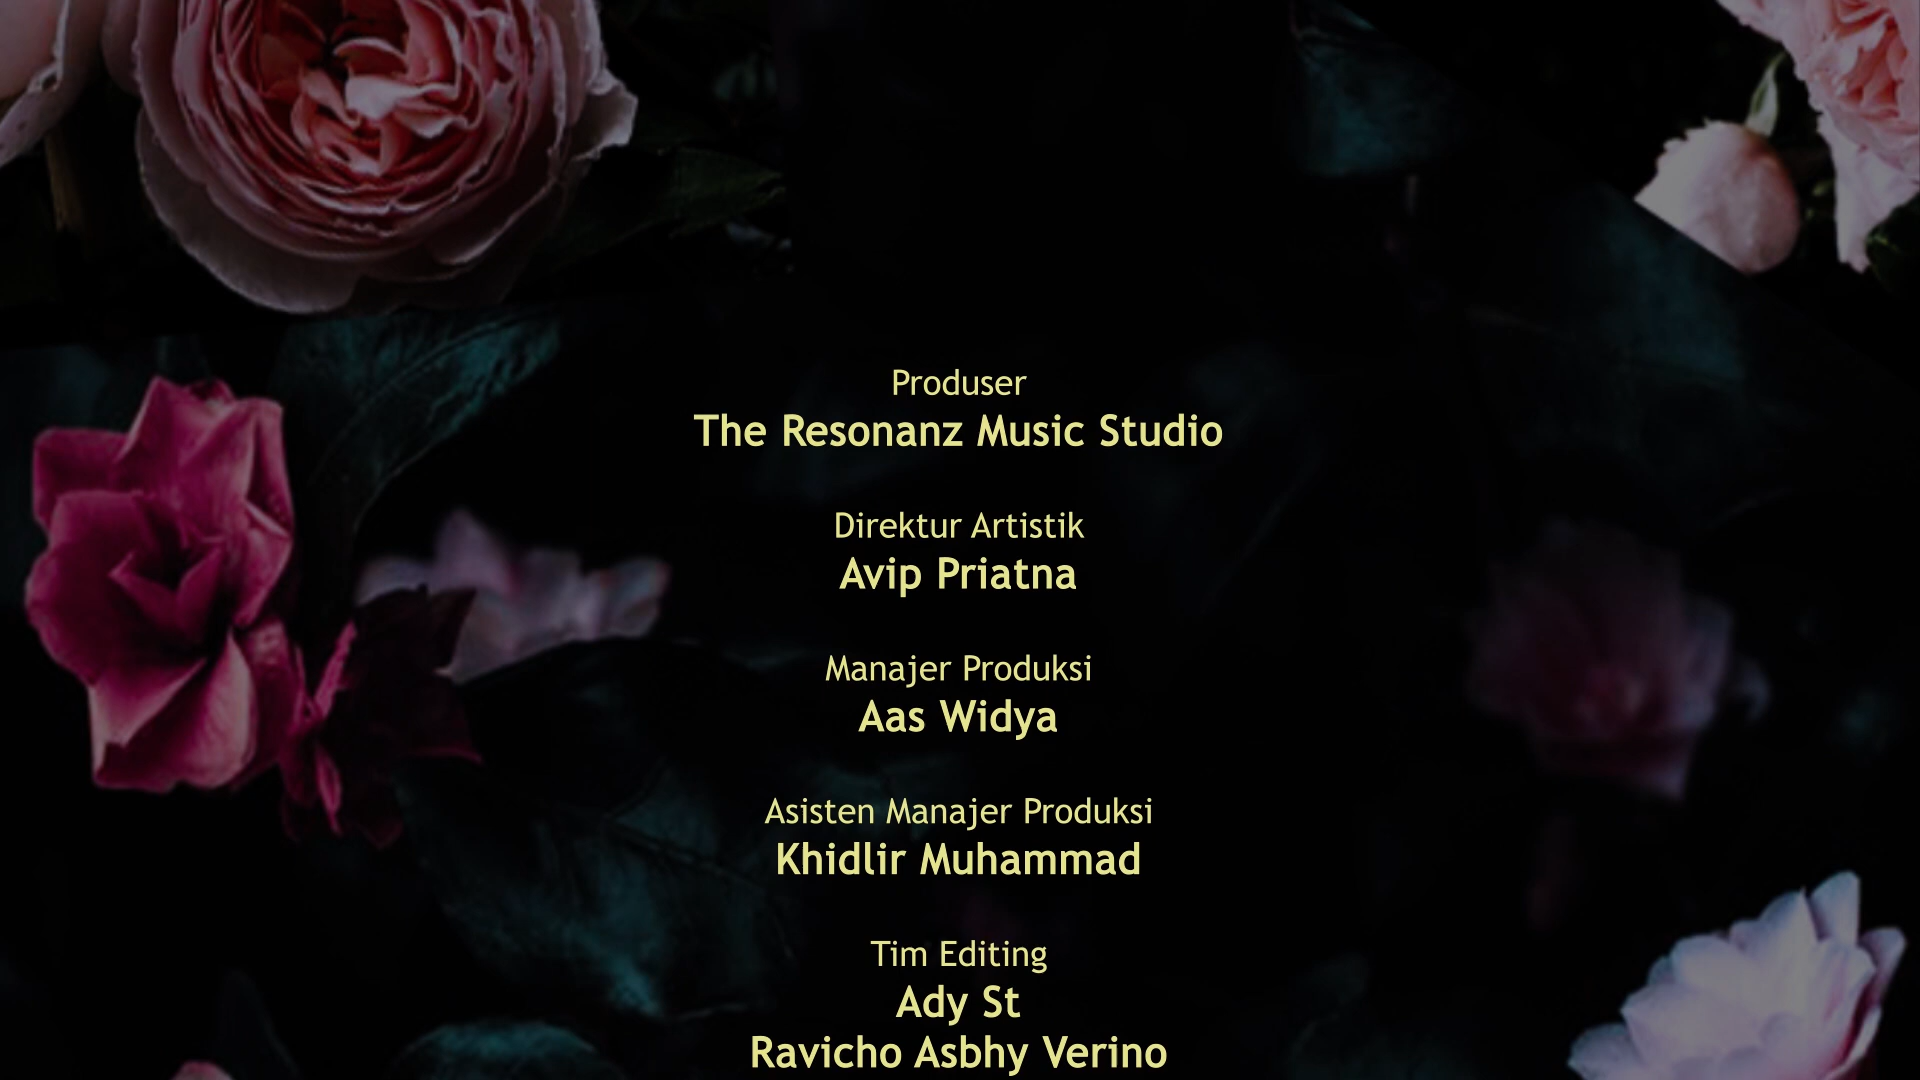 Produser
The Resonanz Music Studio
Direktur Artistik
Avip Priatna
Manajer Produksi
Aas Widya
Asisten Manajer Produksi
Khidlir Muhammad
Tim Editing
Ady St
Ravicho Asbhy Verino